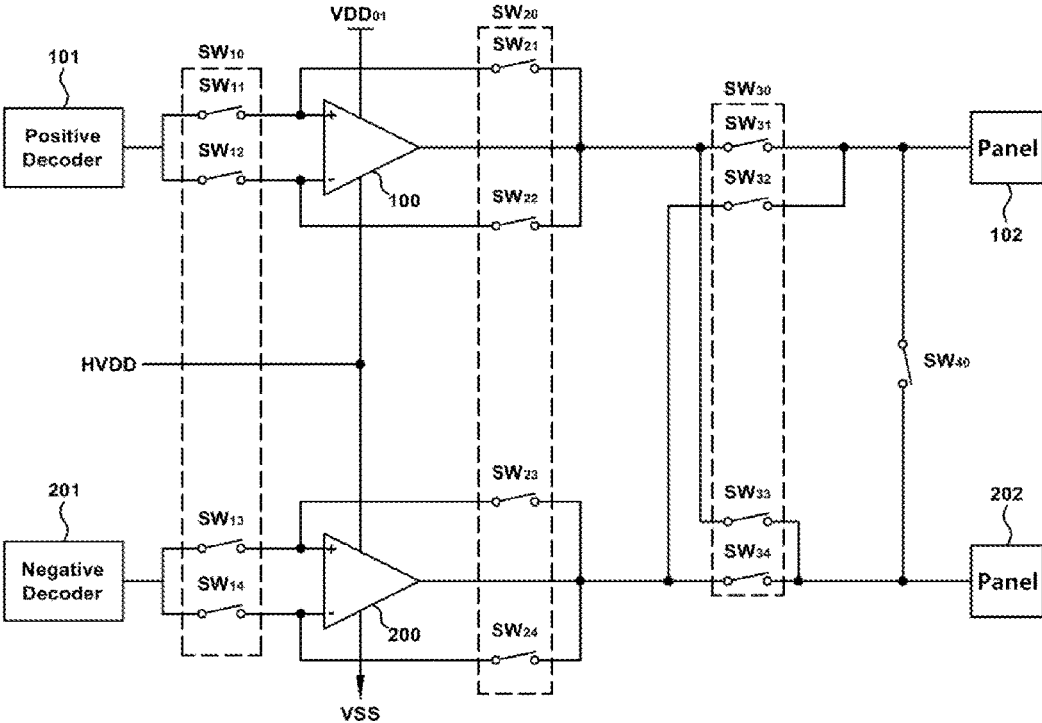 VDD01
SW20
101
SW10
SW21
SW11
Positive
Decoder
SW12
+
-
100
SW22
SW30
SW31
SW32
Panel
102
HVDD
SW40
201
SW13
Negative
Decoder
SW14
+
-
200
SW23
SW24
SW33
SW34
202
Panel
VSS